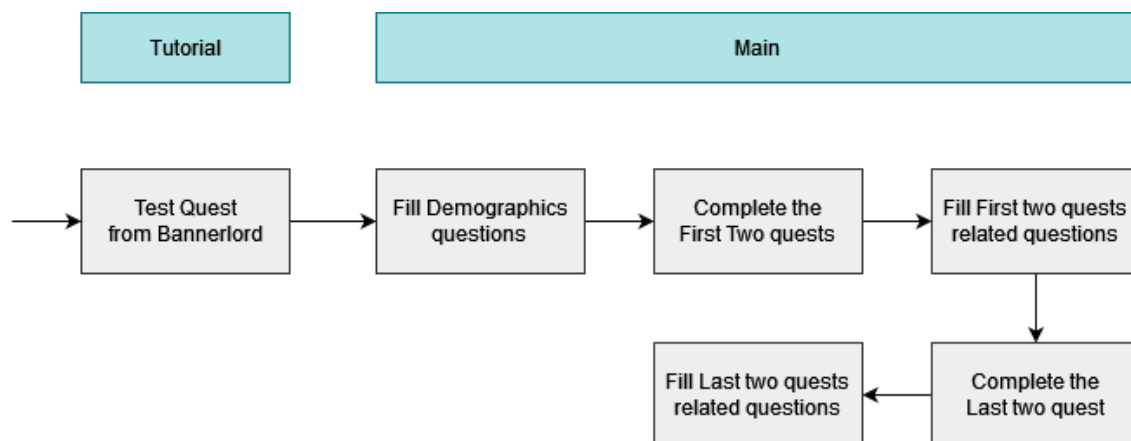 Tutorial
Main
Test Quest
from Bannerlord
Fill Demographics
questions
Complete the
First Two quests
Fill First two quests
related questions
Fill Last two quests
related questions
Complete the
Last two quest